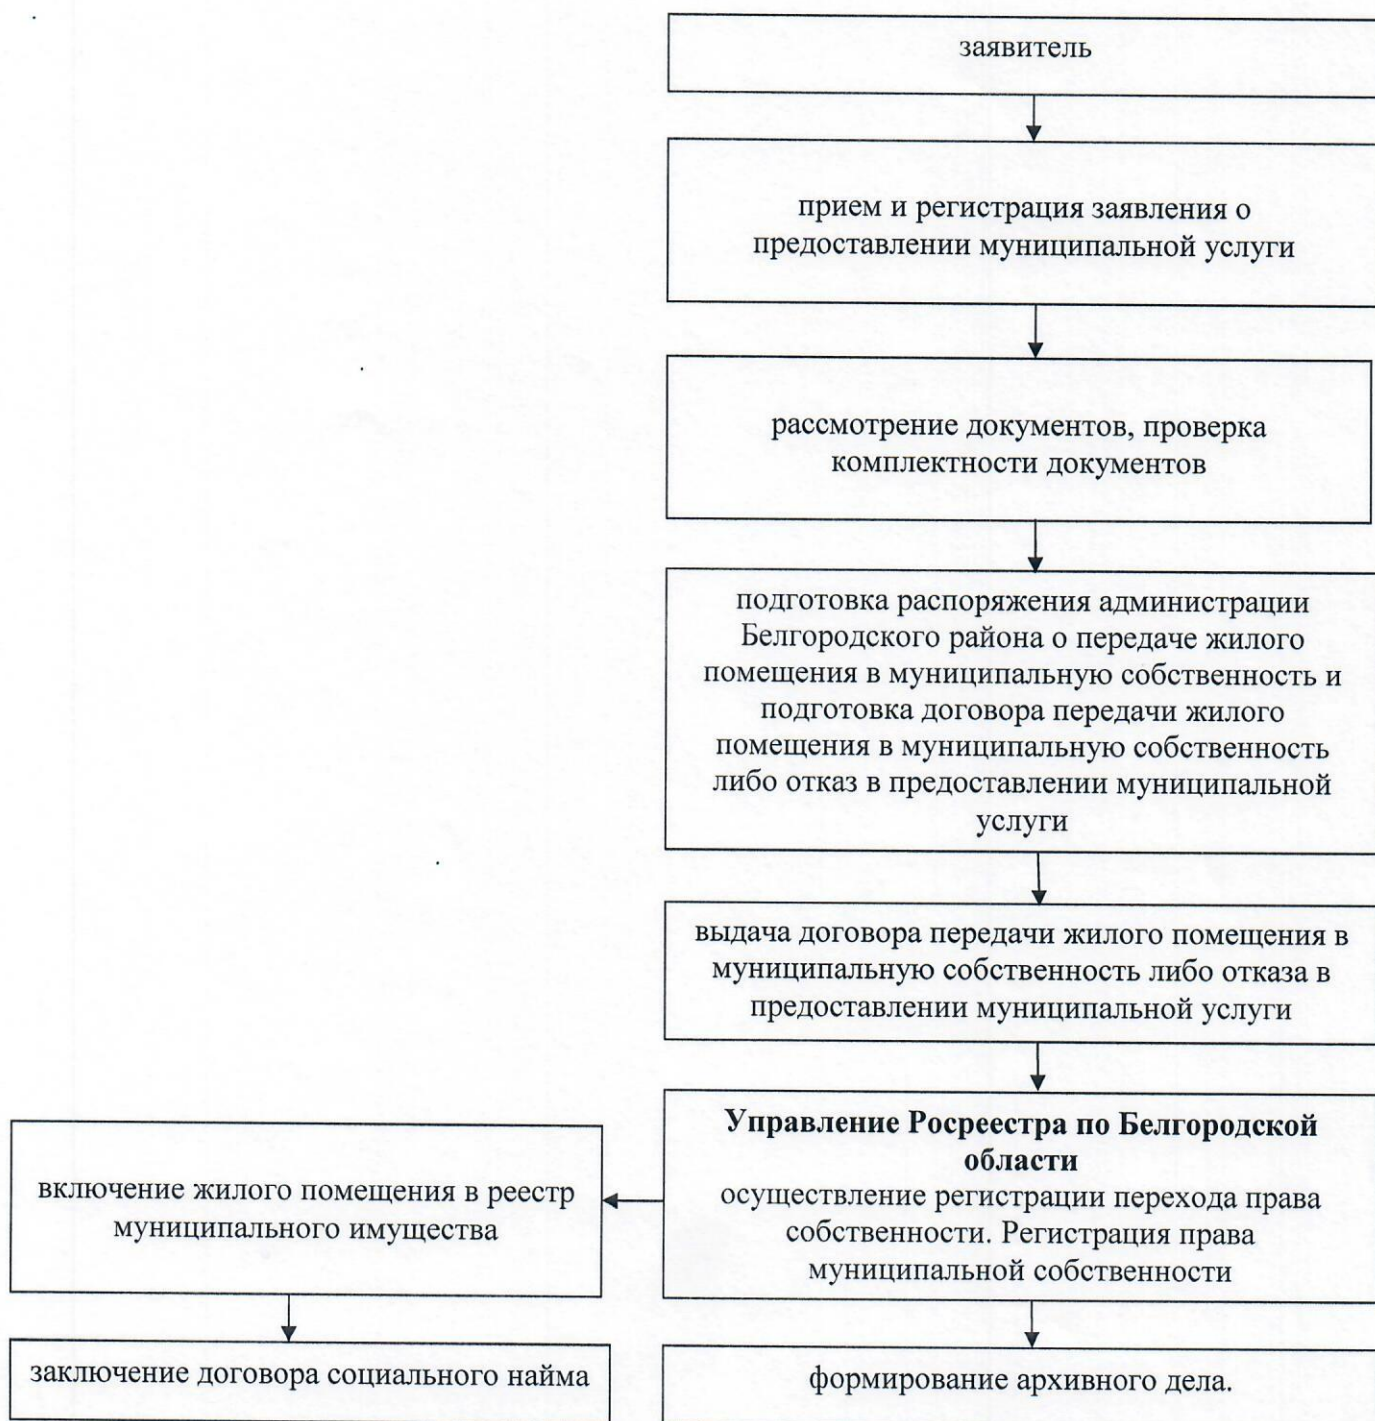 заявитель
прием и регистрация заявления о
предоставлении муниципальной услуги
рассмотрение документов, проверка
комплектности документов
подготовка распоряжения администрации
Белгородского района о передаче жилого
помещения в муниципальную собственность и
подготовка договора передачи жилого
помещения в муниципальную собственность
либо отказ в предоставлении муниципальной
услуги
выдача договора передачи жилого помещения в
муниципальную собственность либо отказа в
предоставлении муниципальной услуги
Управление Росреестра по Белгородской
области
осуществление регистрации перехода права
собственности. Регистрация права
муниципальной собственности
включение жилого помещения в реестр
муниципального имущества
заключение договора социального найма
формирование архивного дела.